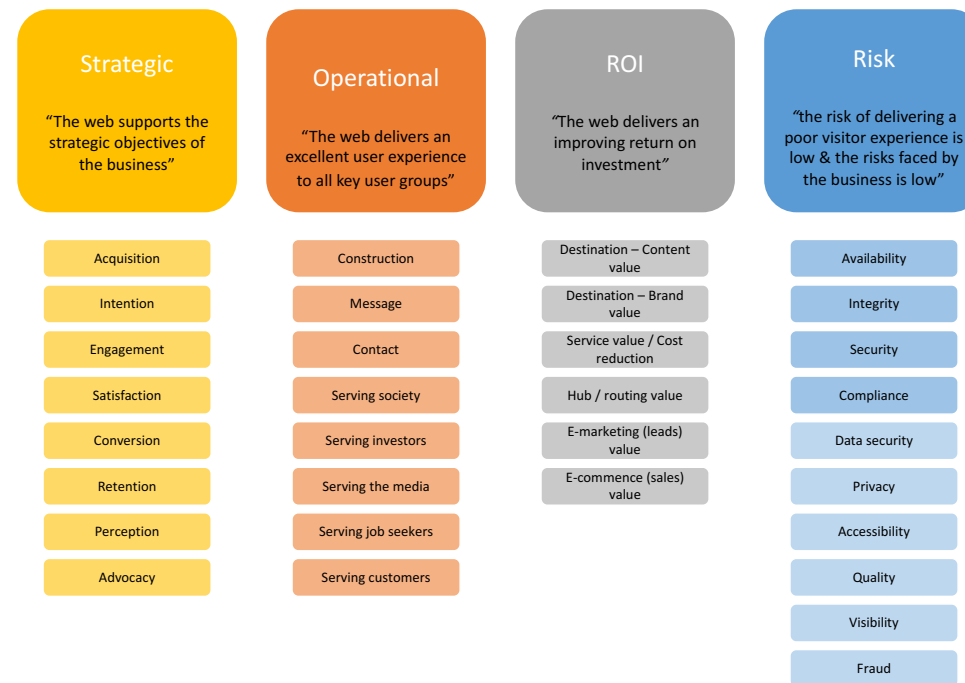 Strategic
“The web supports the
strategic objectives of
the business”
Acquisition
Intention
Engagement
Satisfaction
Conversion
Retention
Perception
Advocacy
Operational
“The web delivers an
excellent user experience
to all key user groups”
Construction
Message
Contact
Serving society
Serving investors
Serving the media
Serving job seekers
Serving customers
ROI
“The web delivers an
improving return on
investment”
Destination – Content
value
Destination – Brand
value
Service value / Cost
reduction
Hub / routing value
E-marketing (leads)
value
E-commence (sales)
value
Risk
“the risk of delivering a
poor visitor experience is
low & the risks faced by
the business is low”
Availability
Integrity
Security
Compliance
Data security
Privacy
Accessibility
Quality
Visibility
Fraud